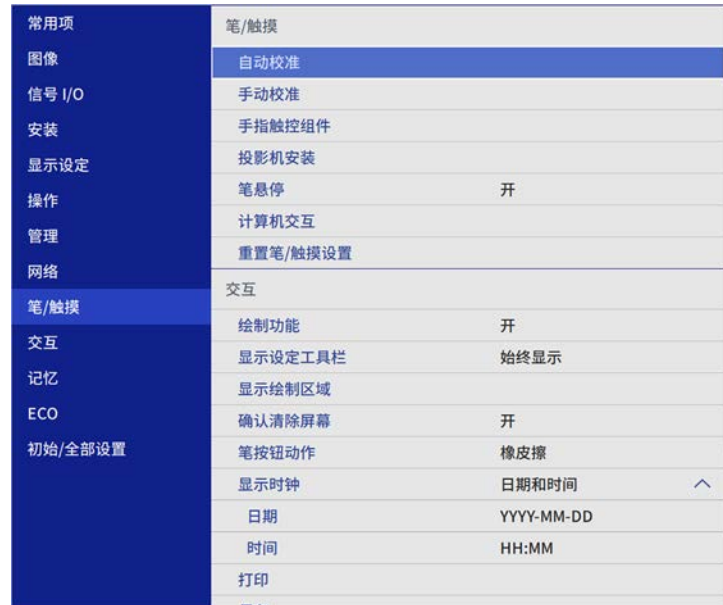 常用项
图像
信号 I/O
安装
显示设定
操作
管理
网络
笔/触摸
交互
记忆
ECO
初始/全部设置
笔/触摸
自动校准
手动校准
手指触控组件
投影机安装
笔悬停 开
计算机交互
重置笔/触摸设置
交互
绘制功能 开
显示设定工具栏 始终显示
显示绘制区域
确认清除屏幕 开
笔按钮动作 橡皮擦
显示时钟 日期和时间
日期 YYYY-MM-DD
时间 HH:MM
打印